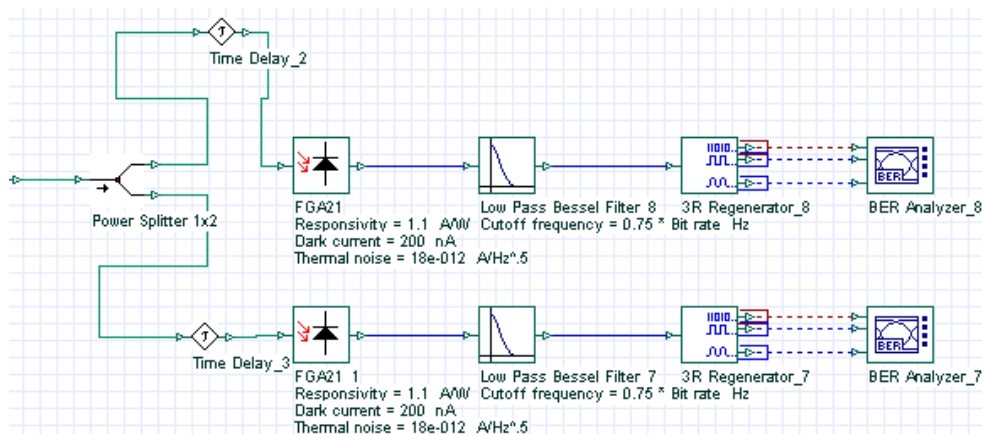 τ
Time Delay_2
Power Splitter 1x2
FGA21
Responsivity = 1.1 A/W
Dark current = 200 nA
Thermal noise = 18e-012 A/Hz^.5
Low Pass Bessel Filter 8
Cutoff frequency = 0.75 * Bit rate Hz
3R Regenerator_8
BER
BER Analyzer_8
τ
Time Delay_3
FGA21 1
Responsivity = 1.1 A/W
Dark current = 200 nA
Thermal noise = 18e-012 A/Hz^.5
Low Pass Bessel Filter 7
Cutoff frequency = 0.75 * Bit rate Hz
3R Regenerator_7
BER
BER Analyzer_7